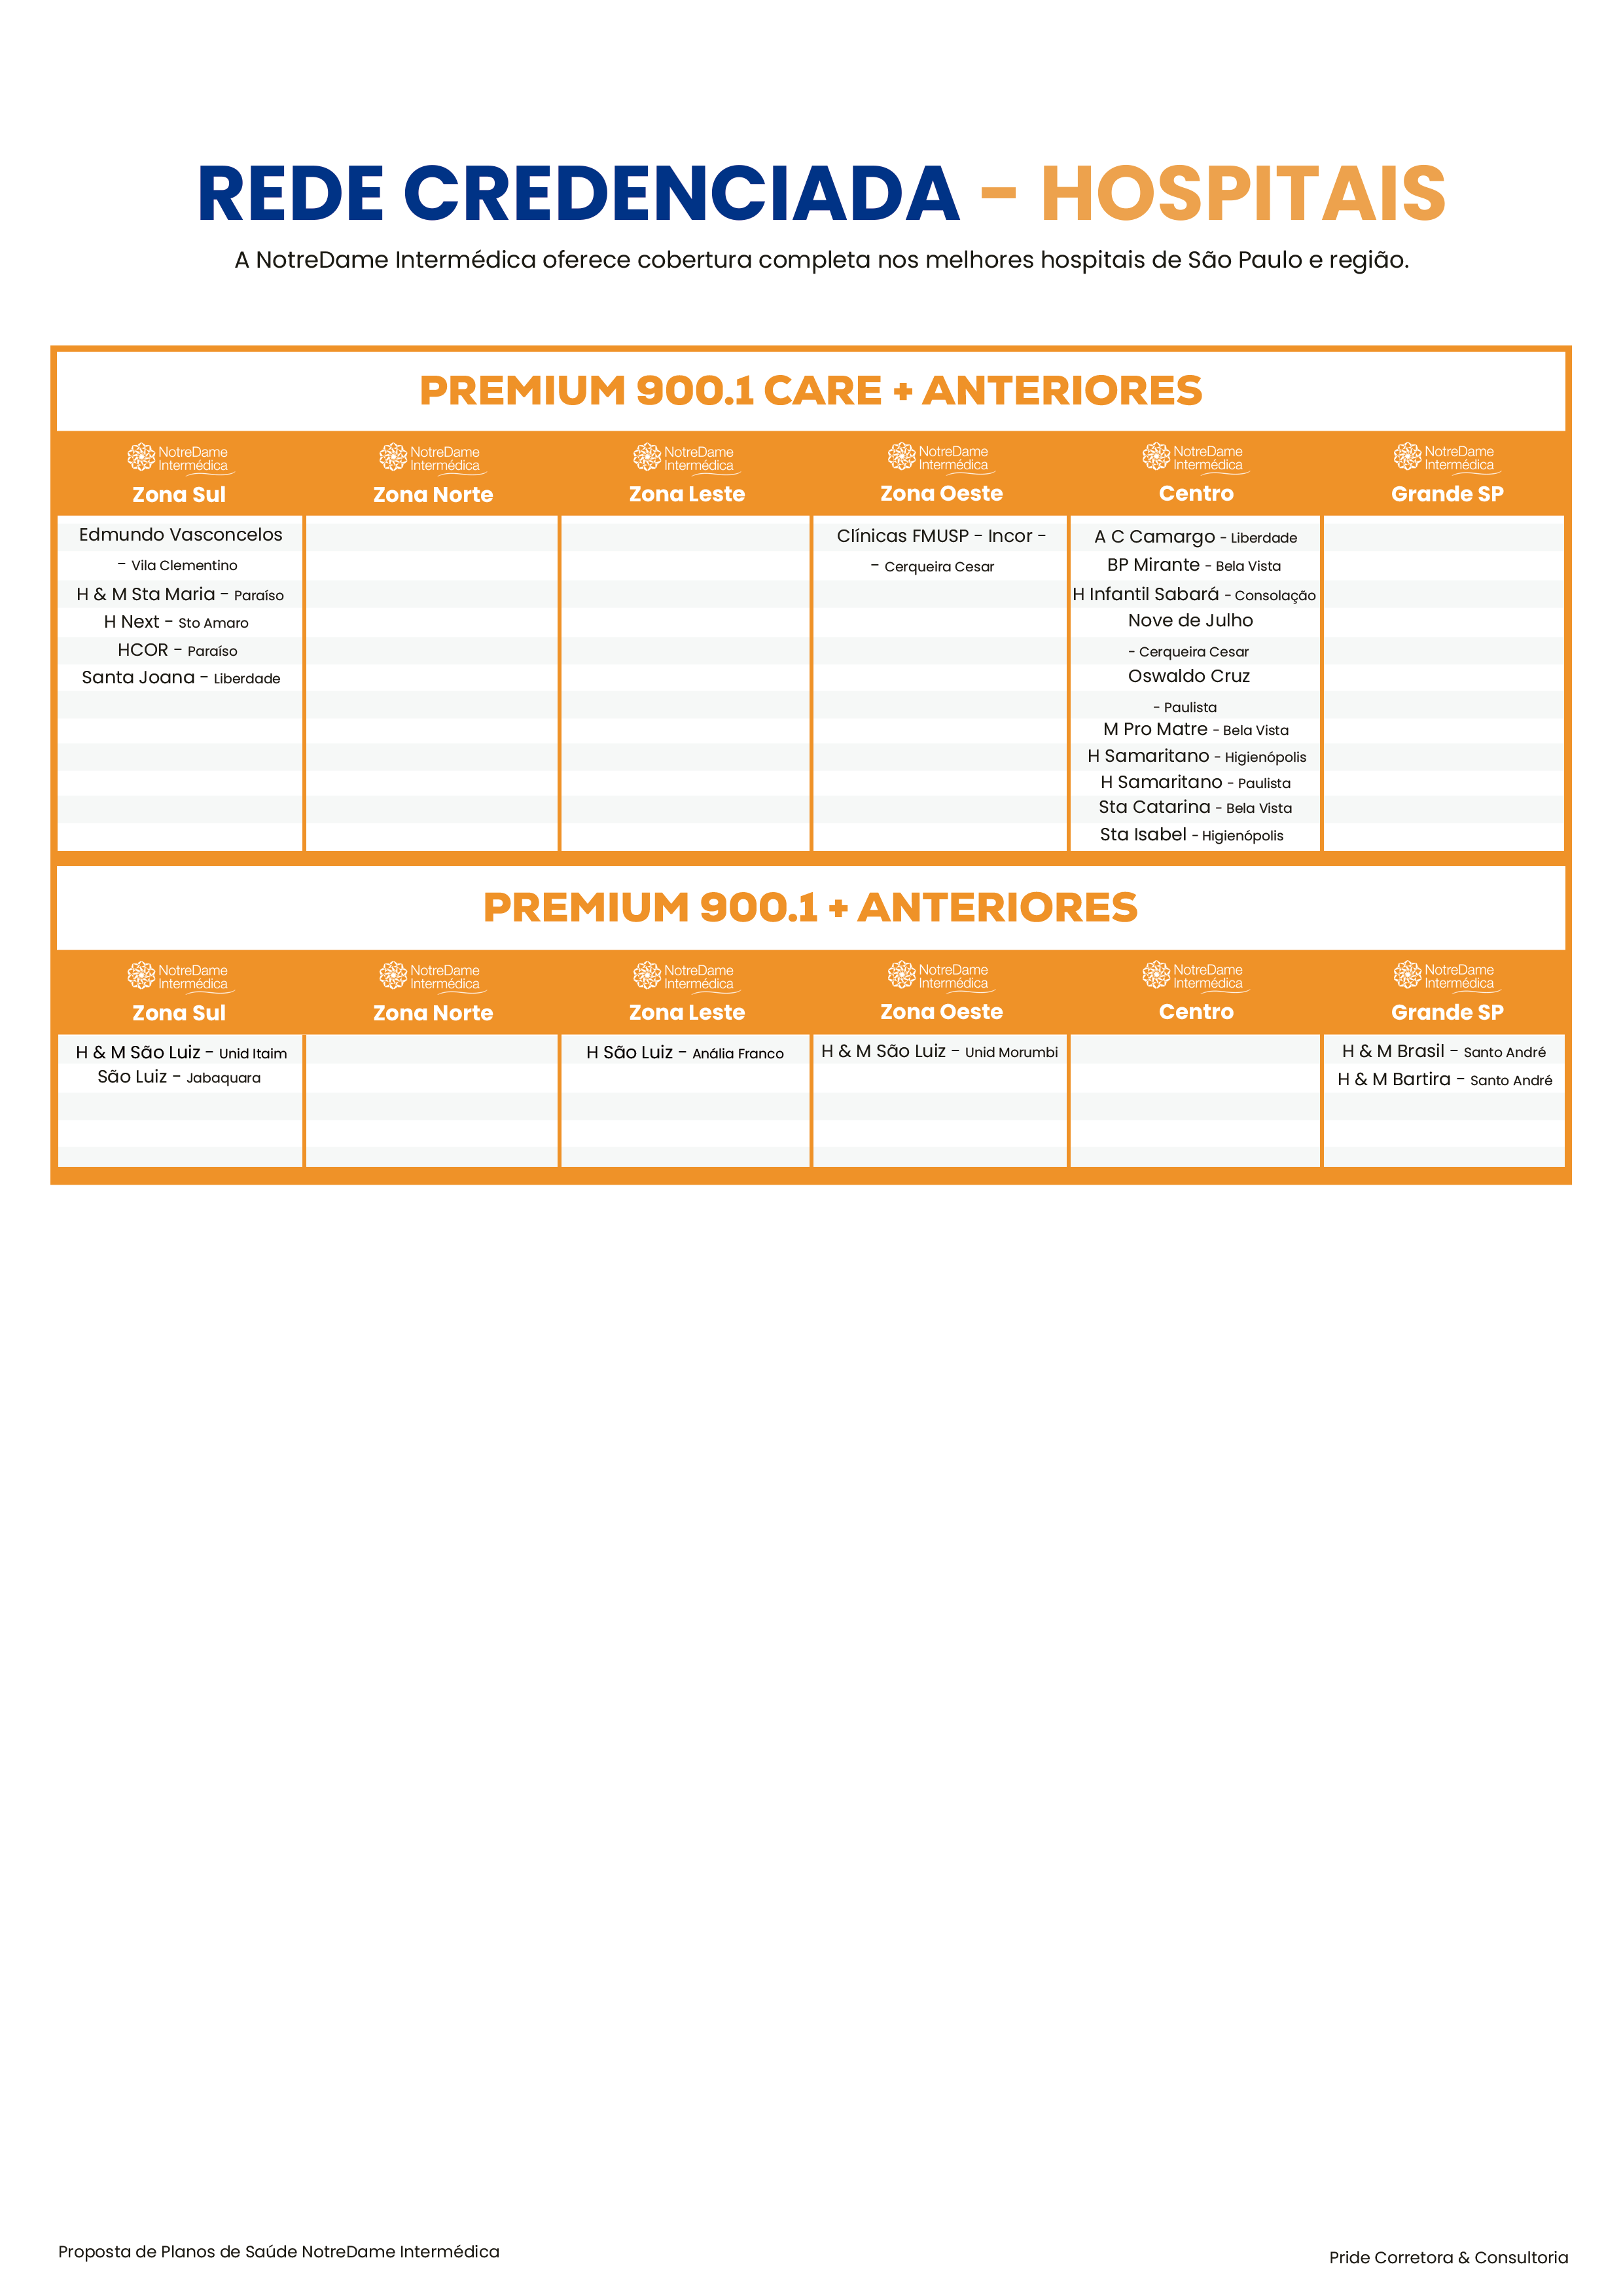 REDE CREDENCIADA - HOSPITAIS
A NotreDame Intermédica oferece cobertura completa nos melhores hospitais de São Paulo e região.
PREMIUM 900.1 CARE + ANTERIORES
NotreDame
Intermédica
Zona Sul
NotreDame
Intermédica
Zona Norte
NotreDame
Intermédica
Zona Leste
NotreDame
Intermédica
Zona Oeste
NotreDame
Intermédica
Centro
NotreDame
Intermédica
Grande SP
Edmundo Vasconcelos
- Vila Clementino
H & M Sta Maria - Paraíso
H Next - Sto Amaro
HCOR - Paraíso
Santa Joana - Liberdade
Clínicas FMUSP - Incor -
- Cerqueira Cesar
A C Camargo - Liberdade
BP Mirante - Bela Vista
H Infantil Sabará - Consolação
Nove de Julho
- Cerqueira Cesar
Oswaldo Cruz
- Paulista
M Pro Matre - Bela Vista
H Samaritano - Higienópolis
H Samaritano - Paulista
Sta Catarina - Bela Vista
Sta Isabel - Higienópolis
PREMIUM 900.1 + ANTERIORES
NotreDame
Intermédica
Zona Sul
NotreDame
Intermédica
Zona Norte
NotreDame
Intermédica
Zona Leste
NotreDame
Intermédica
Zona Oeste
NotreDame
Intermédica
Centro
NotreDame
Intermédica
Grande SP
H & M São Luiz - Unid Itaim
São Luiz - Jabaquara
H São Luiz - Anália Franco
H & M São Luiz - Unid Morumbi
H & M Brasil - Santo André
H & M Bartira - Santo André
Proposta de Planos de Saúde NotreDame Intermédica
Pride Corretora & Consultoria